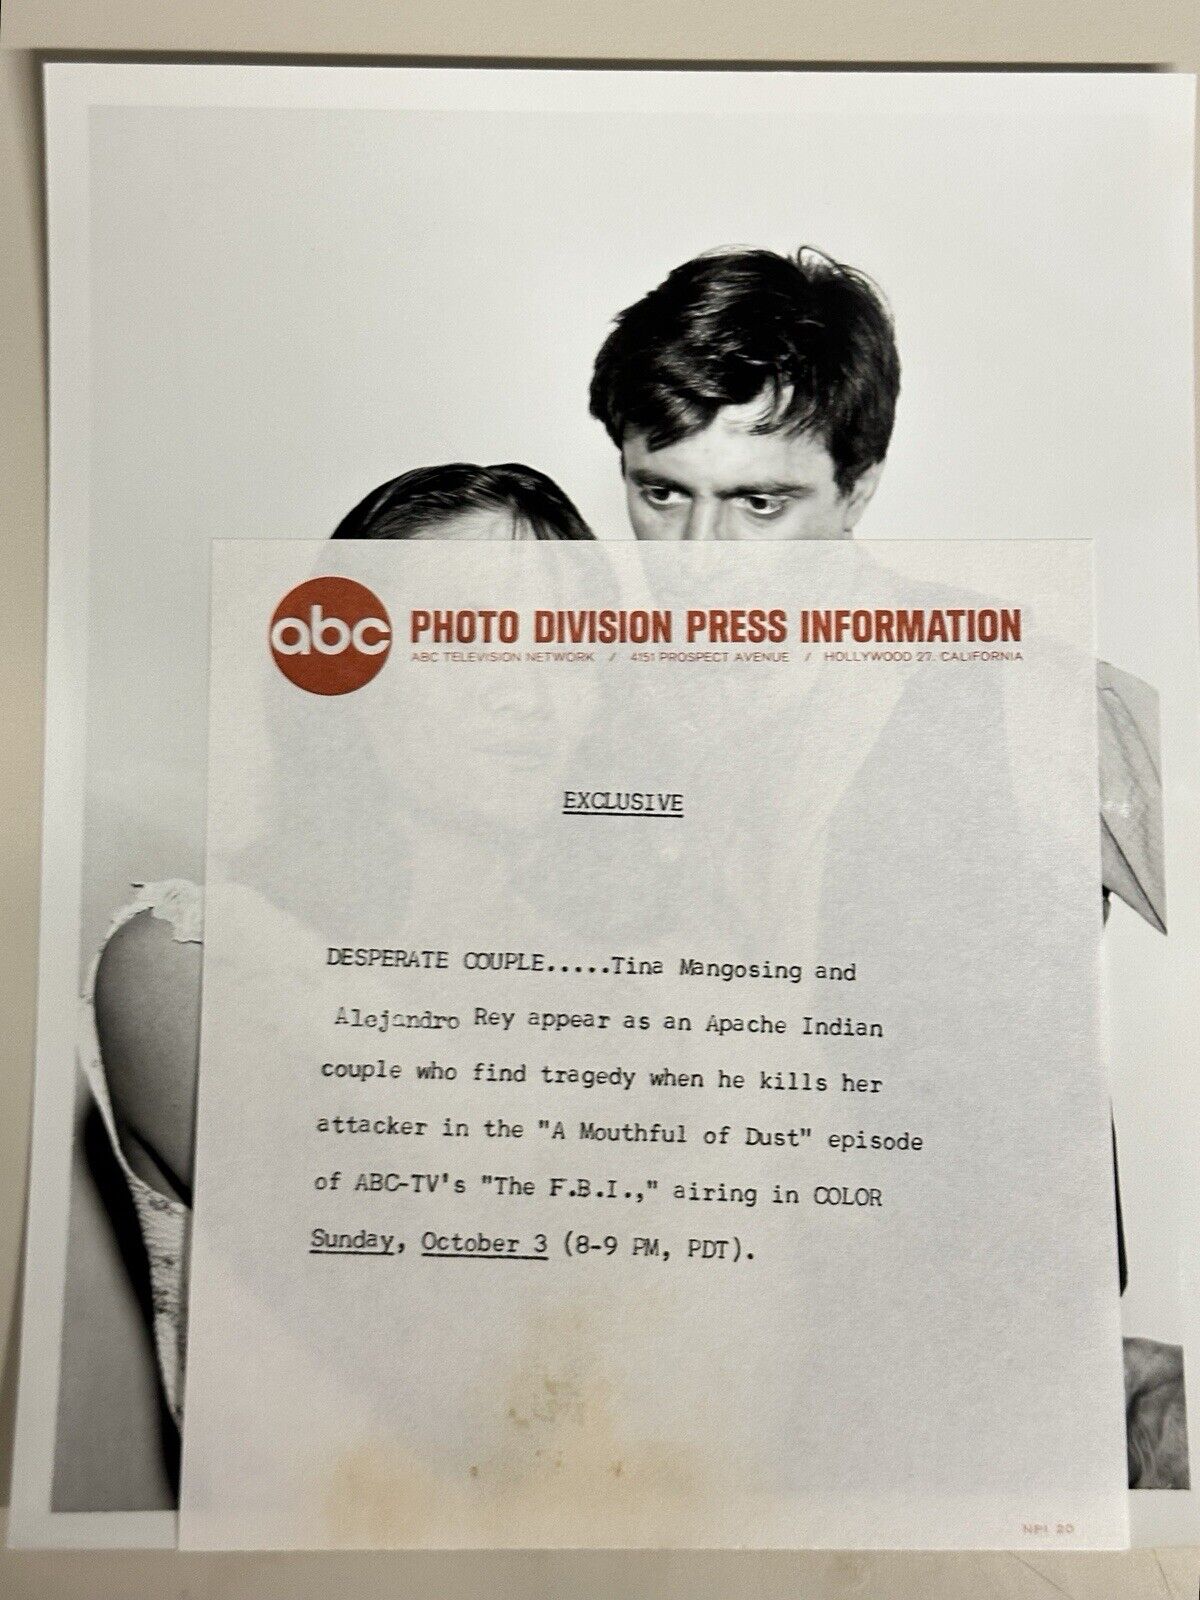 abc PHOTO DIVISION PRESS INFORMATION
ABC TELEVISION NETWORK / 4151 PROSPECT AVENUE / HOLLYWOOD 27, CALIFORNIA
EXCLUSIVE
DESPERATE COUPLE.....Tina Mangosing and
Alejandro Rey appear as an Apache Indian
couple who find tragedy when he kills her
attacker in the "A Mouthful of Dust" episode
of ABC-TV's "The F.B.I.," airing in COLOR
Sunday, October 3 (8-9 PM, PDT).
NPI 20